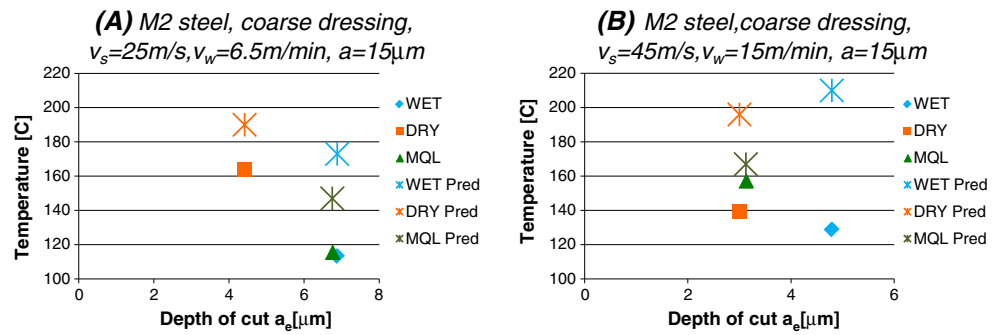 (A) M2 steel, coarse dressing,
vs=25m/s,vw=6.5m/min, a=15μm
Temperature [C]
220
200
180
160
140
120
100
0 2 4 6 8
Depth of cut ae[μm]
WET
DRY
MQL
WET Pred
DRY Pred
MQL Pred
(B) M2 steel,coarse dressing,
vs=45m/s,vw=15m/min, a=15μm
Temperature [C]
220
200
180
160
140
120
100
0 2 4 6
Depth of cut ae[μm]
WET
DRY
MQL
WET Pred
DRY Pred
MQL Pred